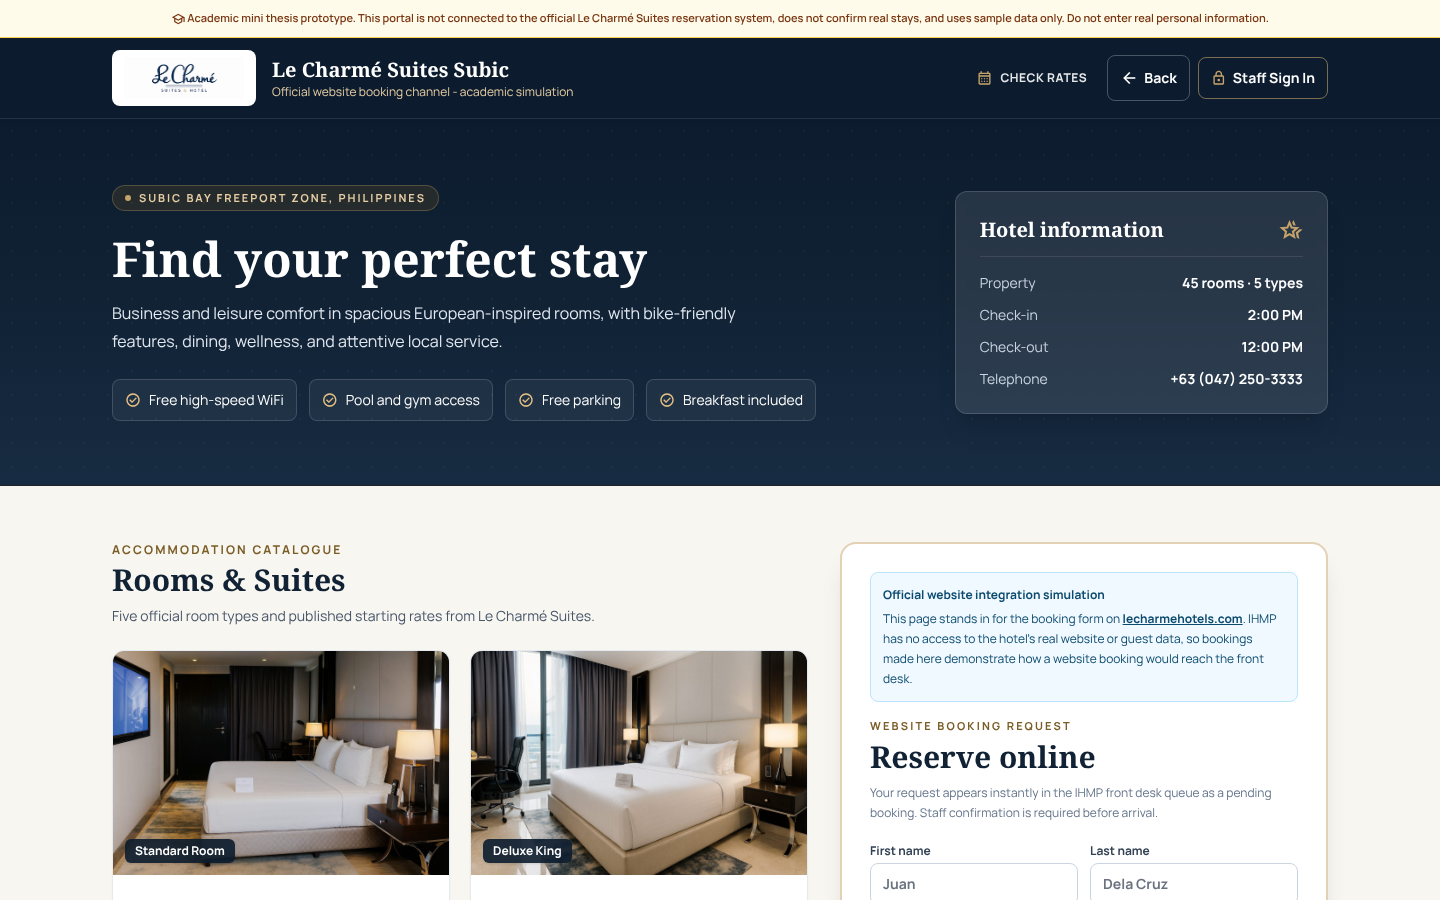 Academic mini thesis prototype. This portal is not connected to the official Le Charmé Suites reservation system, does not confirm real stays, and uses sample data only. Do not enter real personal information.
Le Charmé
SUITES & HOTEL
Le Charmé Suites Subic
Official website booking channel - academic simulation
CHECK RATES
Back
Staff Sign In
SUBIC BAY FREEPORT ZONE, PHILIPPINES
Find your perfect stay
Business and leisure comfort in spacious European-inspired rooms, with bike-friendly
features, dining, wellness, and attentive local service.
Free high-speed WiFi
Pool and gym access
Free parking
Breakfast included
Hotel information
Property 45 rooms · 5 types
Check-in 2:00 PM
Check-out 12:00 PM
Telephone +63 (047) 250-3333
ACCOMMODATION CATALOGUE
Rooms & Suites
Five official room types and published starting rates from Le Charmé Suites.
Standard Room
Deluxe King
Official website integration simulation
This page stands in for the booking form on lecharmehotels.com. IHMP
has no access to the hotel's real website or guest data, so bookings
made here demonstrate how a website booking would reach the front
desk.
WEBSITE BOOKING REQUEST
Reserve online
Your request appears instantly in the IHMP front desk queue as a pending
booking. Staff confirmation is required before arrival.
First name
Last name
Juan
Dela Cruz